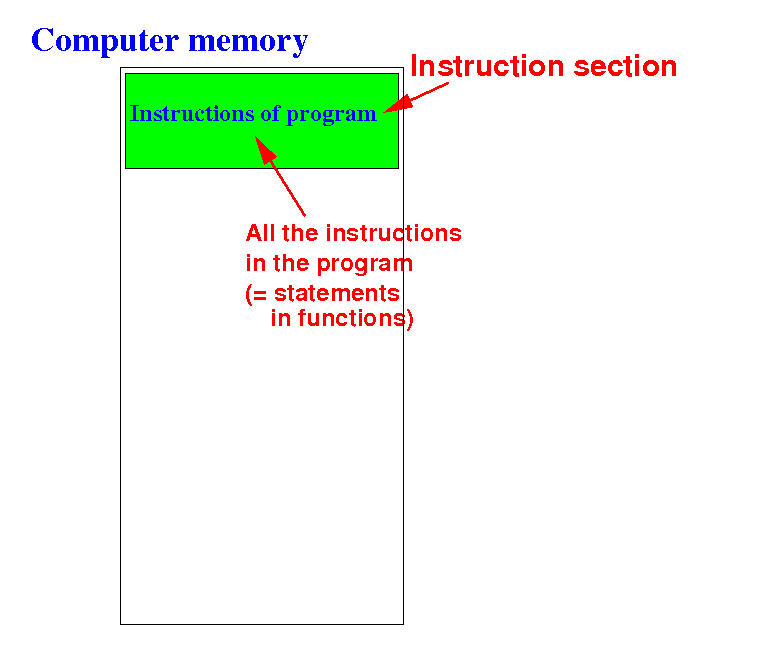 Computer memory
Instruction section
Instructions of program
All the instructions
in the program
(= statements
in functions)